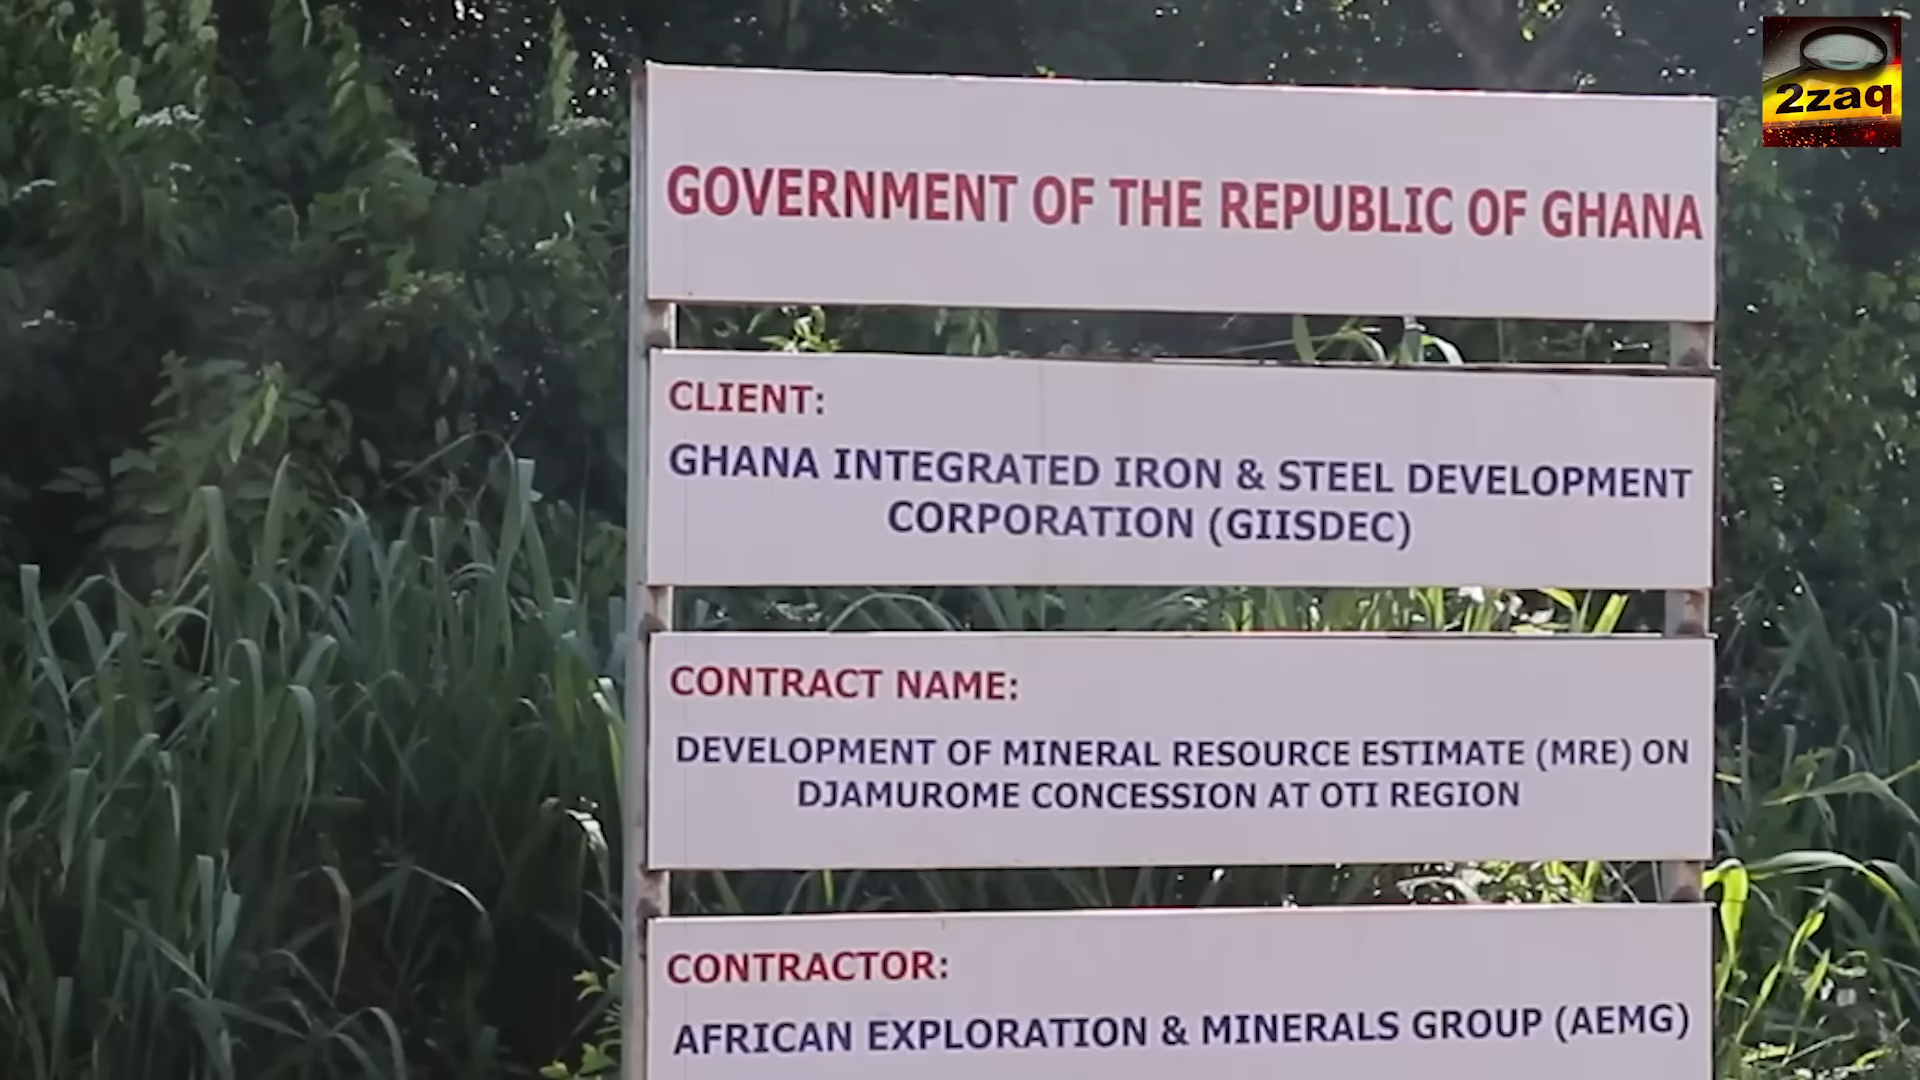 2zaq
GOVERNMENT OF THE REPUBLIC OF GHANA
CLIENT:
GHANA INTEGRATED IRON & STEEL DEVELOPMENT
CORPORATION (GIISDEC)
CONTRACT NAME:
DEVELOPMENT OF MINERAL RESOURCE ESTIMATE (MRE) ON
DJAMUROME CONCESSION AT OTI REGION
CONTRACTOR:
AFRICAN EXPLORATION & MINERALS GROUP (AEMG)